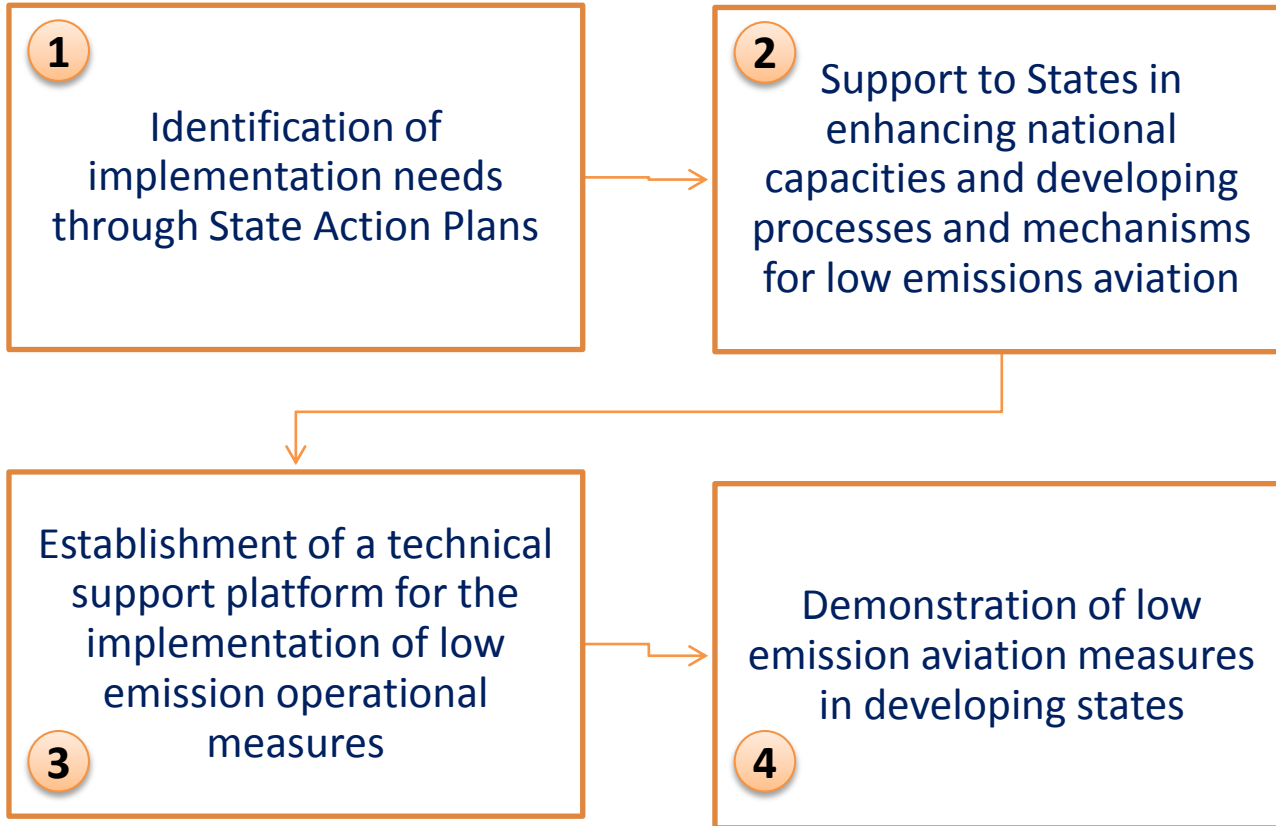 1
Identification of
implementation needs
through State Action Plans
2
Support to States in
enhancing national
capacities and developing
processes and mechanisms
for low emissions aviation
Establishment of a technical
support platform for the
implementation of low
emission operational
measures
3
Demonstration of low
emission aviation measures
in developing states
4